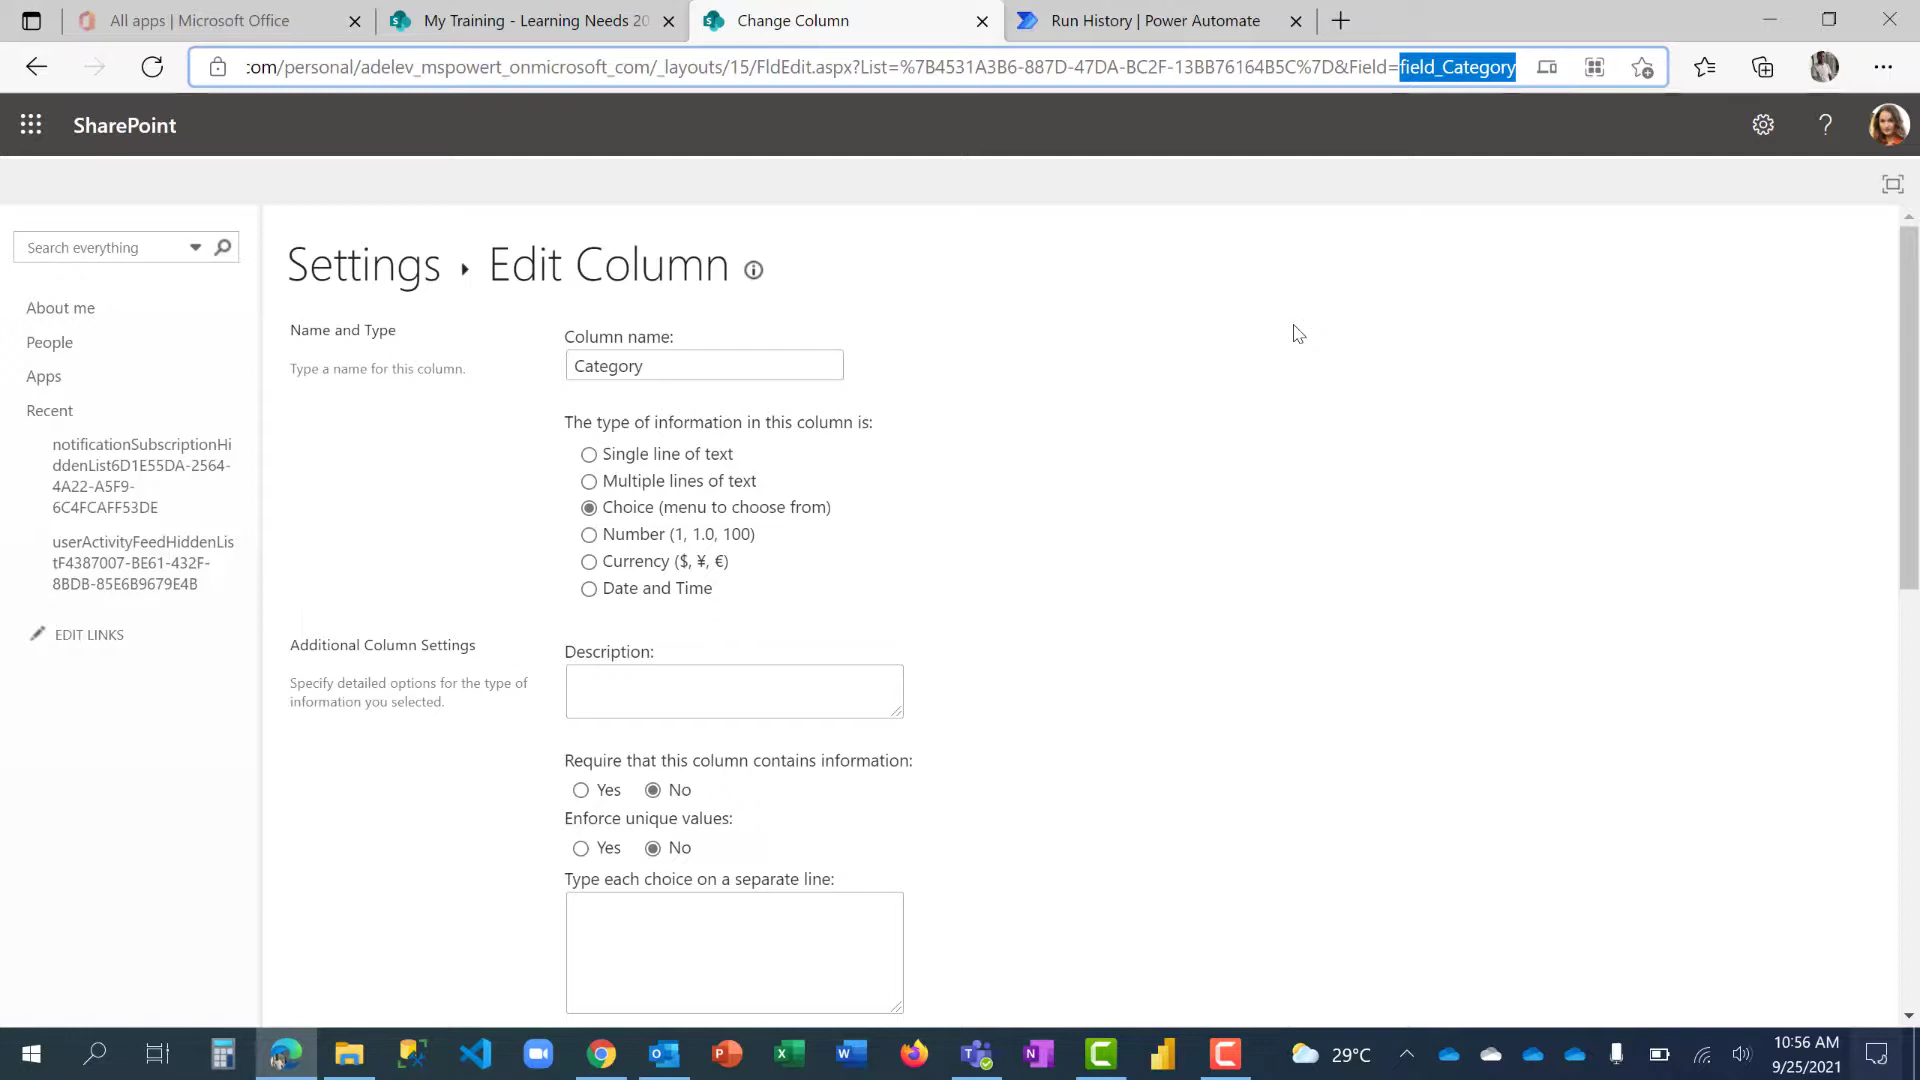 All apps | Microsoft Office
My Training - Learning Needs 20
Change Column
Run History | Power Automate
com/personal/adelev_mspowert_onmicrosoft_com/_layouts/15/FldEdit.aspx?List=%7B4531A3B6-887D-47DA-BC2F-13BB76164B5C%7D&Field=field_Category
SharePoint
Search everything
About me
People
Apps
Recent
notificationSubscriptionHi
ddenList6D1E55DA-2564-
4A22-A5F9-
6C4FCAFF53DE
userActivityFeedHiddenLis
tF4387007-BE61-432F-
8BDB-85E6B9679E4B
EDIT LINKS
Settings ▸ Edit Column
Name and Type
Type a name for this column.
Column name:
Category
The type of information in this column is:
Single line of text
Multiple lines of text
Choice (menu to choose from)
Number (1, 1.0, 100)
Currency ($, ¥, €)
Date and Time
Additional Column Settings
Specify detailed options for the type of
information you selected.
Description:
Require that this column contains information:
Yes No
Enforce unique values:
Yes No
Type each choice on a separate line:
29°C
10:56 AM
9/25/2021